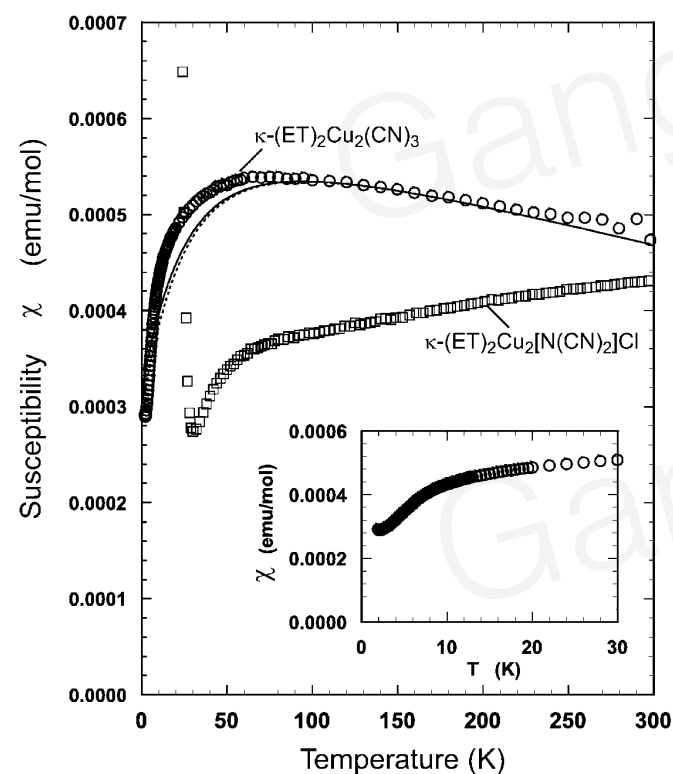 0.0007
0.0006
0.0005
0.0004
0.0003
0.0002
0.0001
0.0000
Susceptibility χ (emu/mol)
κ-(ET)₂Cu₂(CN)₃
κ-(ET)₂Cu₂[N(CN)₂]Cl
0.0006
0.0004
0.0002
0.0000
χ (emu/mol)
0 10 20 30
T (K)
0 50 100 150 200 250 300
Temperature (K)
Gang
Gang